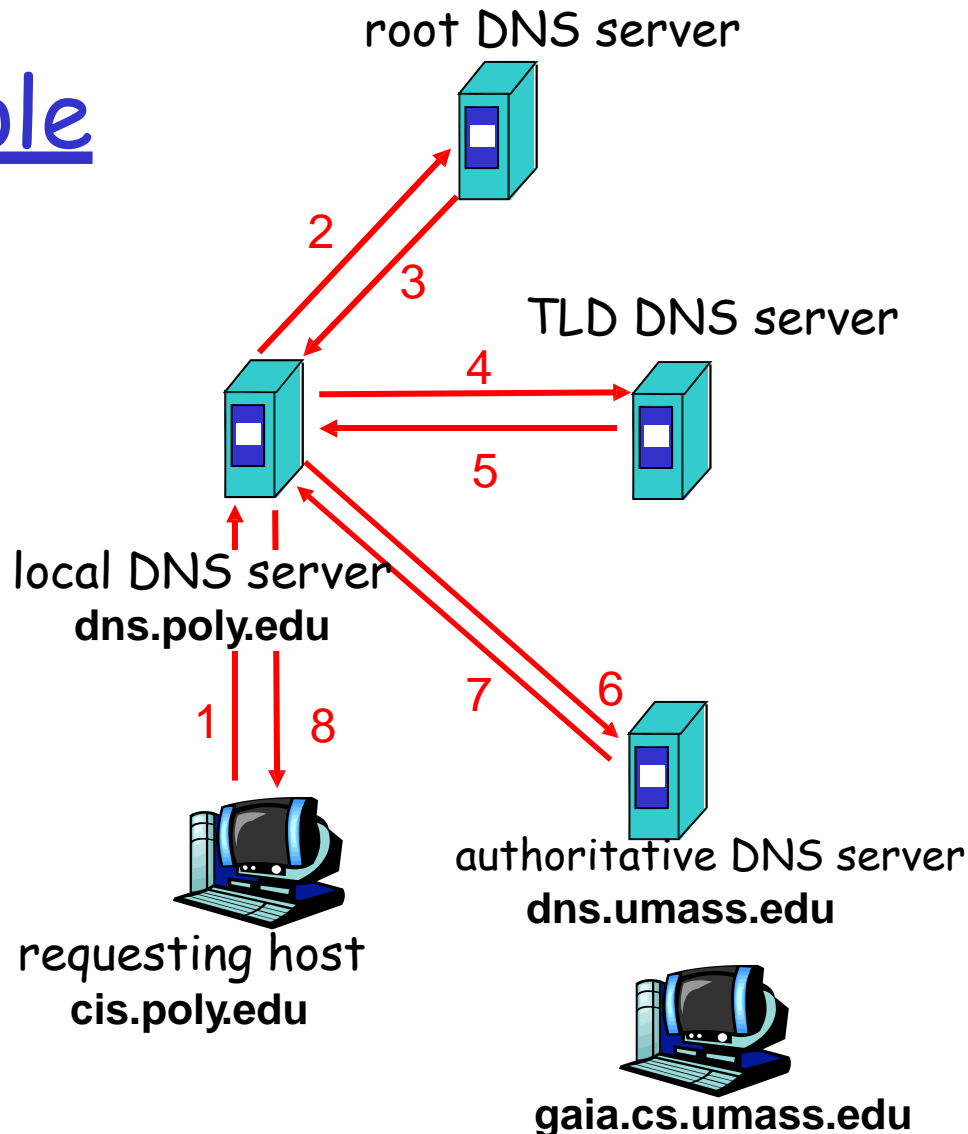 root DNS server
ple
2
3
TLD DNS server
4
5
local DNS server
dns.poly.edu
7
6
1
8
authoritative DNS server
dns.umass.edu
requesting host
cis.poly.edu
gaia.cs.umass.edu